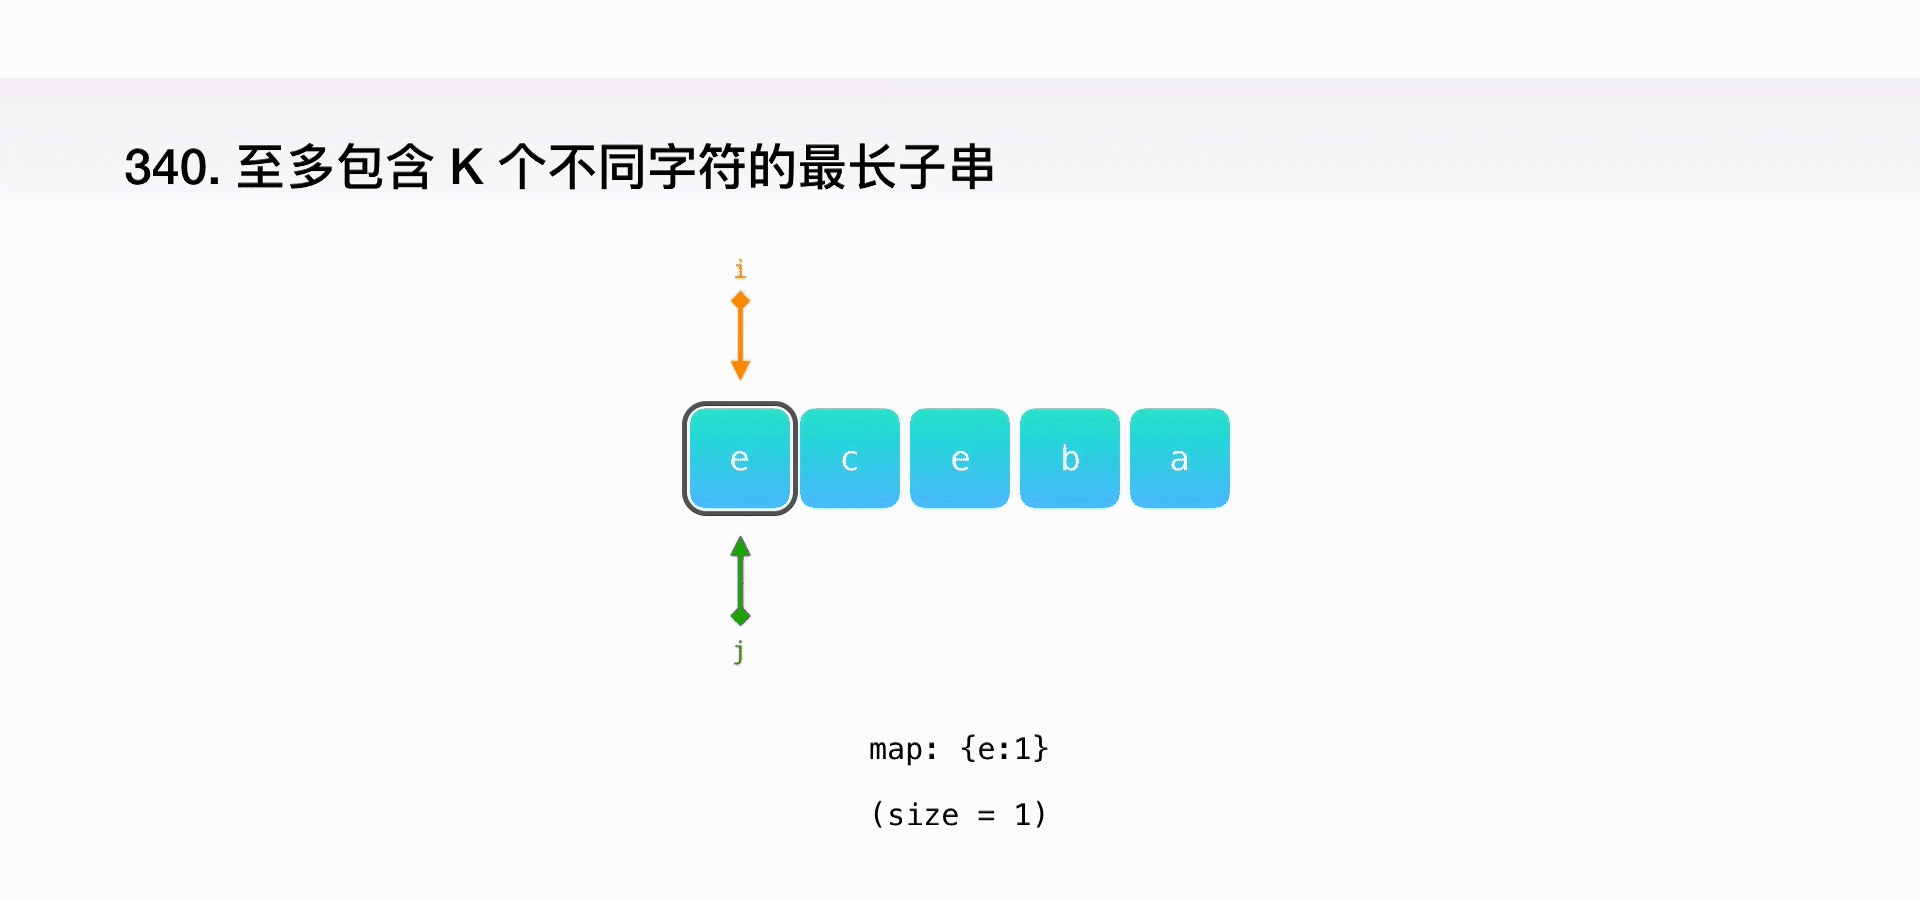 340. 至多包含 K 个不同字符的最长子串
i
e c e b a
j
map: {e:1}
(size = 1)